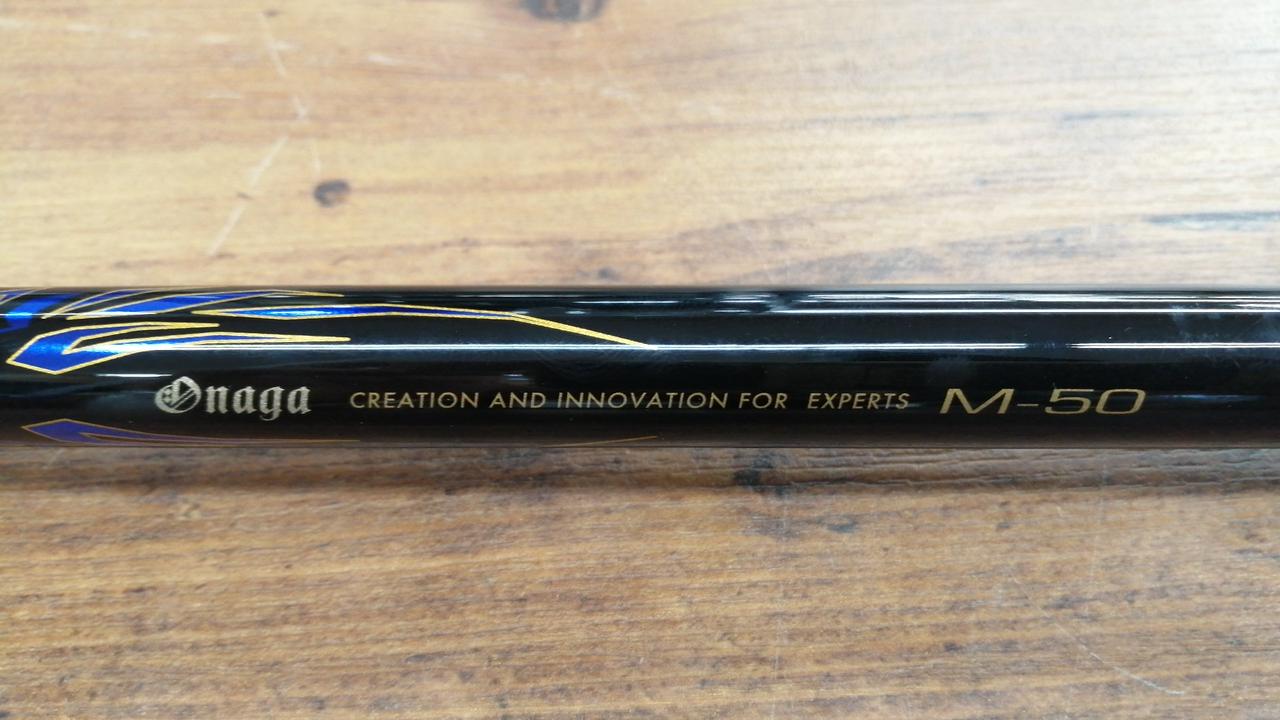 Onaga CREATION AND INNOVATION FOR EXPERTS M-50